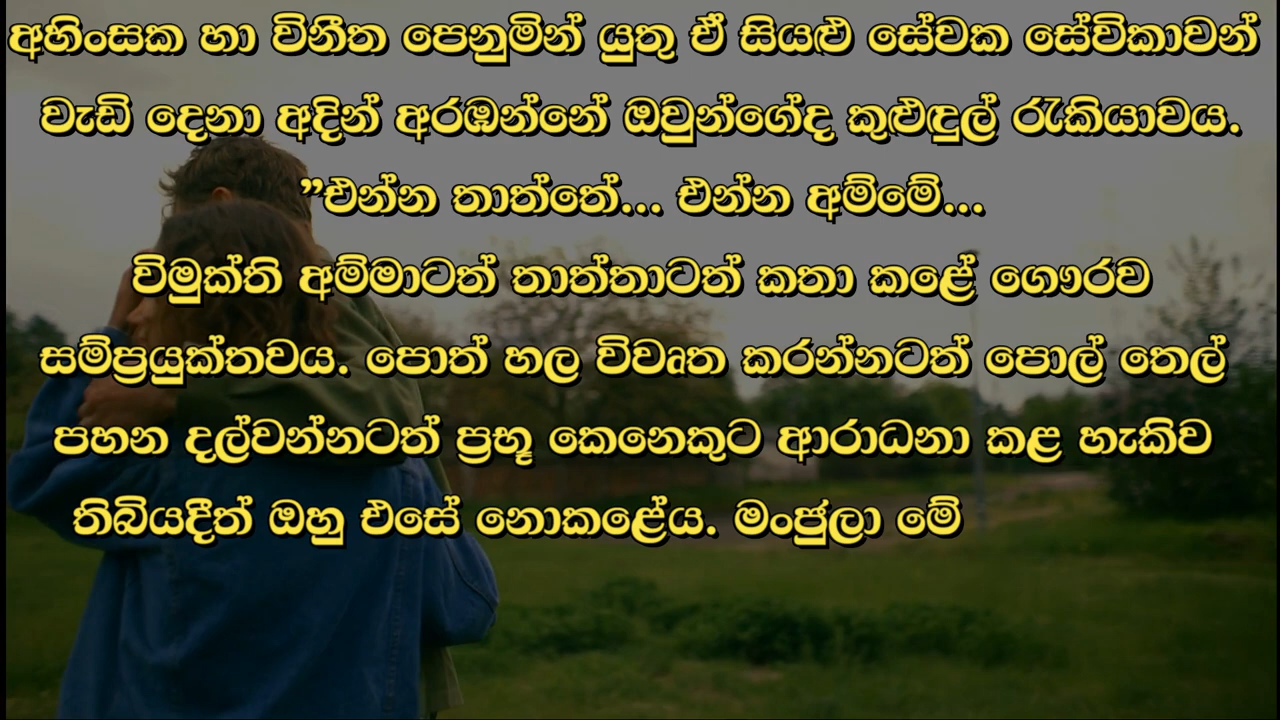 අහිංසක හා විනීත පෙනුමින් යුතු ඒ සියළු සේවක සේවිකාවන්
වැඩි දෙනා අදින් අරඹන්නේ ඔවුන්ගේද කුළුඳුල් රැකියාවය.
”එන්න තාත්තේ... එන්න අම්මේ...
විමුක්ති අම්මාටත් තාත්තාටත් කතා කළේ ගෞරව
සම්ප්‍රයුක්තවය. පොත් හල විවෘත කරන්නටත් පොල් තෙල්
පහන දල්වන්නටත් ප්‍රභූ කෙනෙකුට ආරාධනා කළ හැකිව
තිබියදීත් ඔහු එසේ නොකළේය. මංජුලා මේ